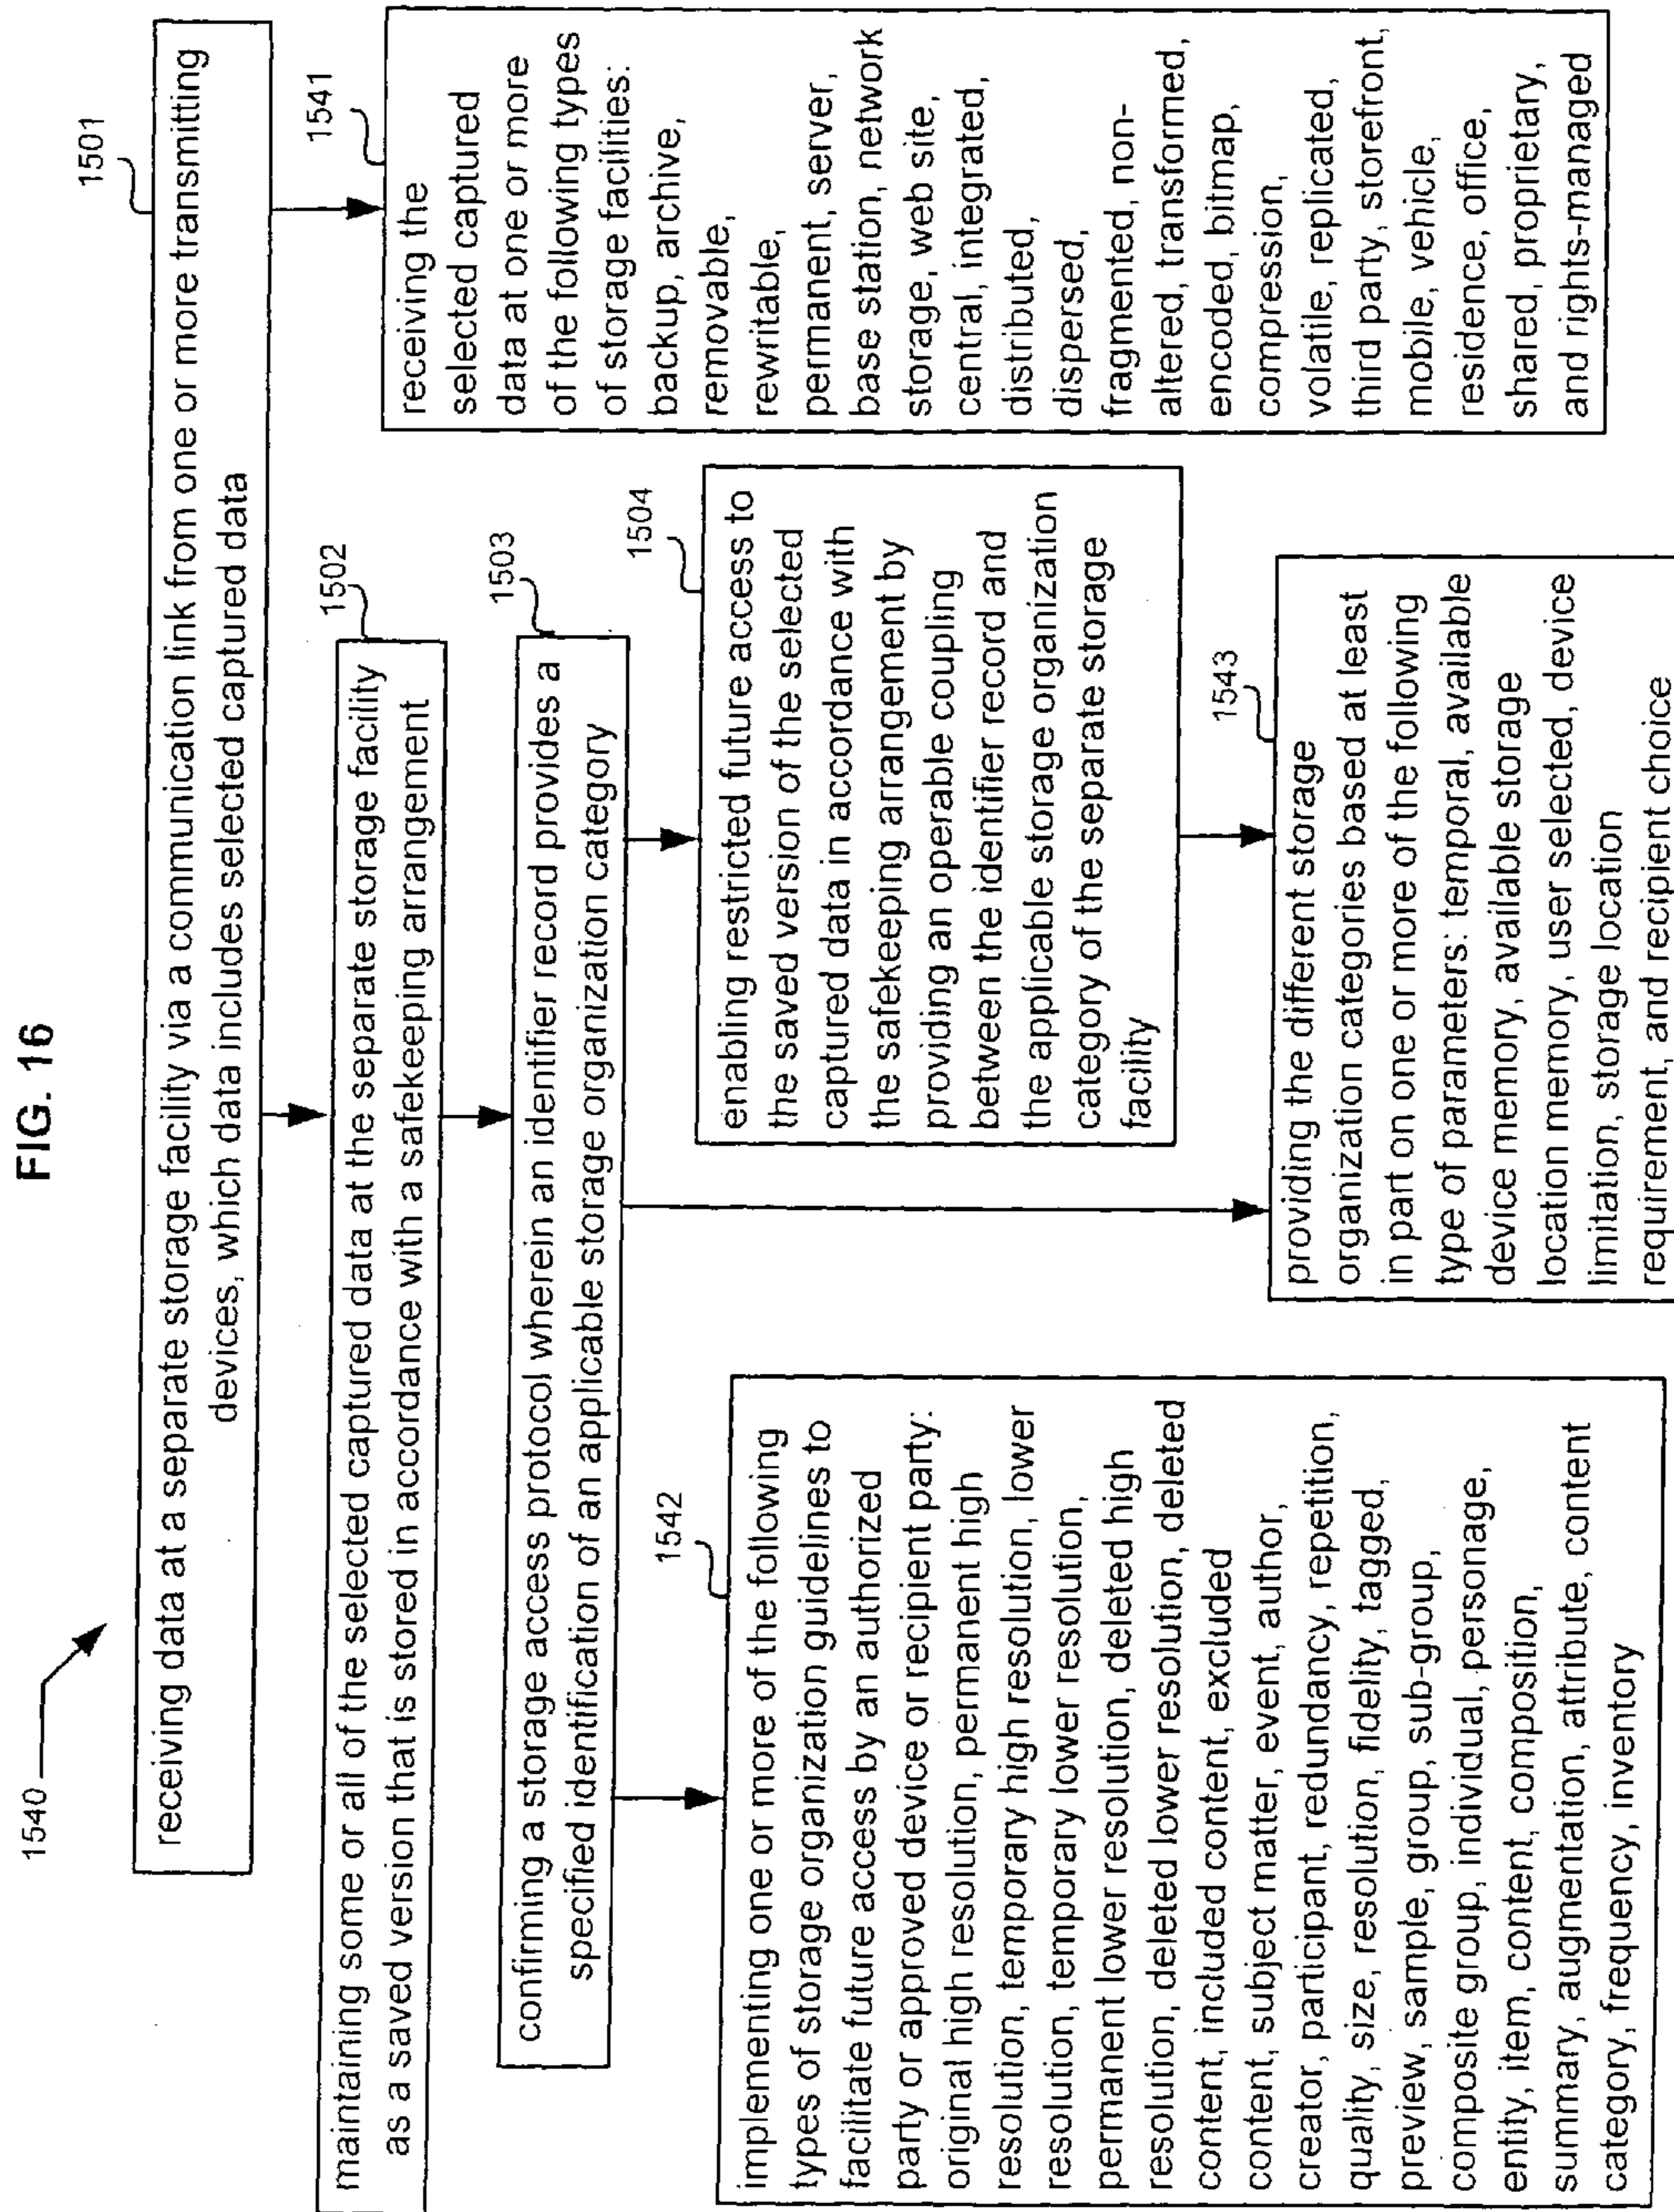 FIG. 16
1540
1501
receiving data at a separate storage facility via a communication link from one or more transmitting
devices, which data includes selected captured data
1502
maintaining some or all of the selected captured data at the separate storage facility
as a saved version that is stored in accordance with a safekeeping arrangement
1503
confirming a storage access protocol wherein an identifier record provides a
specified identification of an applicable storage organization category
1542
implementing one or more of the following
types of storage organization guidelines to
facilitate future access by an authorized
party or approved device or recipient party:
original high resolution, permanent high
resolution, temporary high resolution, lower
resolution, temporary lower resolution,
permanent lower resolution, deleted high
resolution, deleted lower resolution, deleted
content, included content, excluded
content, subject matter, event, author,
creator, participant, redundancy, repetition,
quality, size, resolution, fidelity, tagged,
preview, sample, group, sub-group,
composite group, individual, personage,
entity, item, content, composition,
summary, augmentation, attribute, content
category, frequency, inventory
1504
enabling restricted future access to
the saved version of the selected
captured data in accordance with
the safekeeping arrangement by
providing an operable coupling
between the identifier record and
the applicable storage organization
category of the separate storage
facility
1543
providing the different storage
organization categories based at least
in part on one or more of the following
type of parameters: temporal, available
device memory, available storage
location memory, user selected, device
limitation, storage location
requirement, and recipient choice
1541
receiving the
selected captured
data at one or more
of the following types
of storage facilities:
backup, archive,
removable,
rewritable,
permanent, server,
base station, network
storage, web site,
central, integrated,
distributed,
dispersed,
fragmented, non-
altered, transformed,
encoded, bitmap,
compression,
volatile, replicated,
third party, storefront,
mobile, vehicle,
residence, office,
shared, proprietary,
and rights-managed